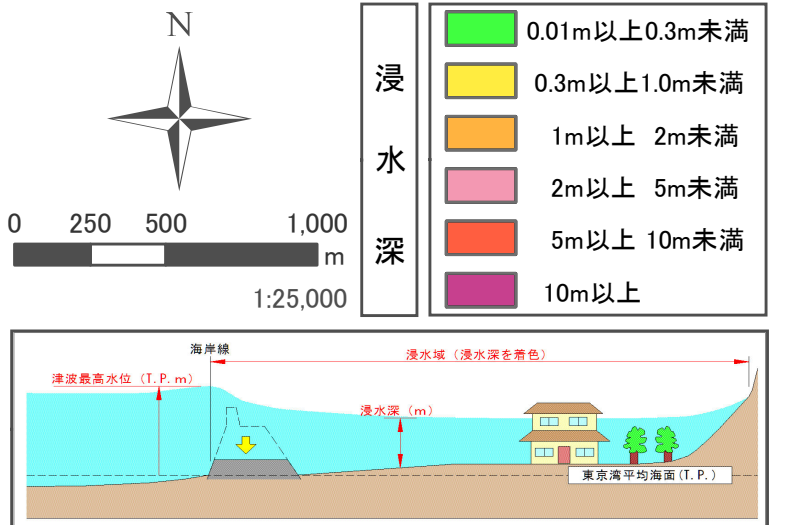 N
0 250 500 1,000
m
1:25,000
浸水深
0.01m以上0.3m未満
0.3m以上1.0m未満
1m以上 2m未満
2m以上 5m未満
5m以上 10m未満
10m以上
海岸線
浸水域（浸水深を着色）
津波最高水位（T.P.m）
浸水深（m）
東京湾平均海面(T.P.)